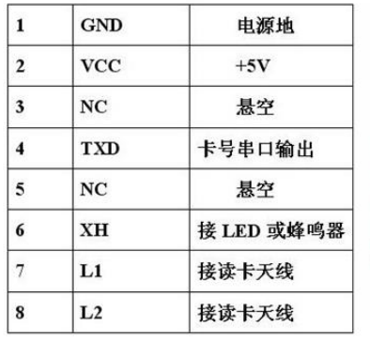 1 GND 电源地
2 VCC +5V
3 NC 悬空
4 TXD 卡号串口输出
5 NC 悬空
6 XH 接 LED 或蜂鸣器
7 L1 接读卡天线
8 L2 接读卡天线